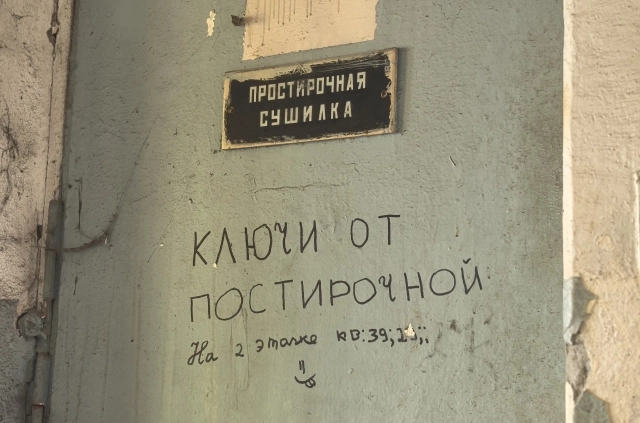 ПРОСТИРОЧНАЯ
СУШИЛКА
КЛЮЧИ ОТ
ПОСТИРОЧНОЙ
На 2 этаже кв:39;